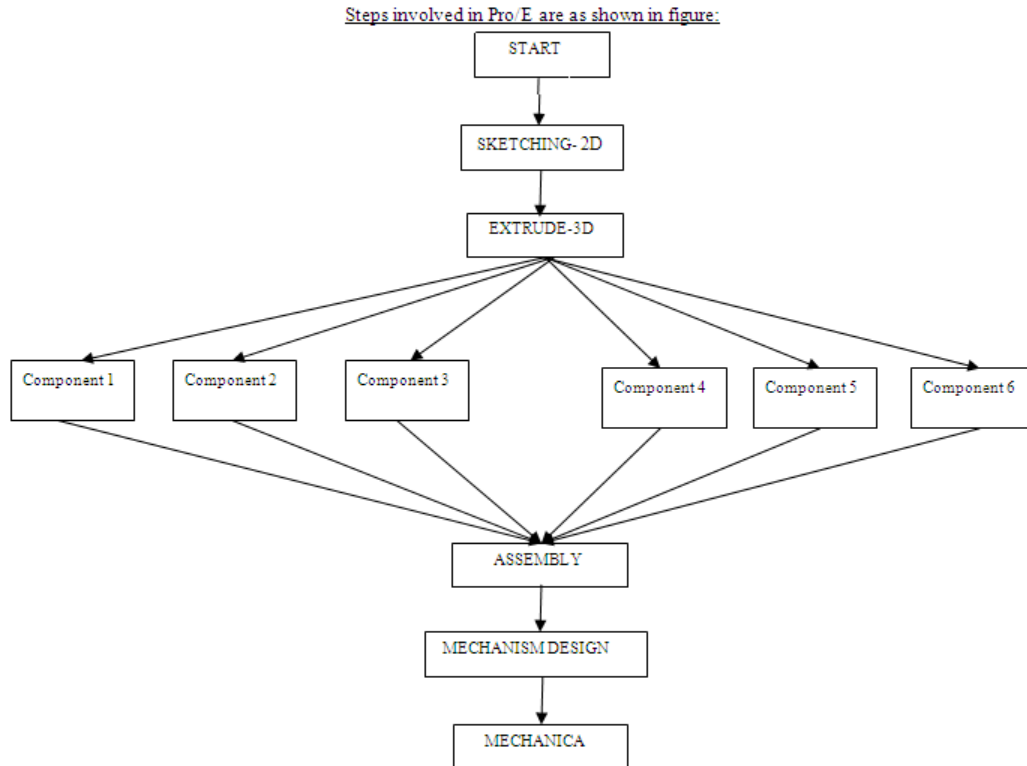 Steps involved in Pro/E are as shown in figure:
START
SKETCHING- 2D
EXTRUDE-3D
Component 1
Component 2
Component 3
Component 4
Component 5
Component 6
ASSEMBLY
MECHANISM DESIGN
MECHANICA